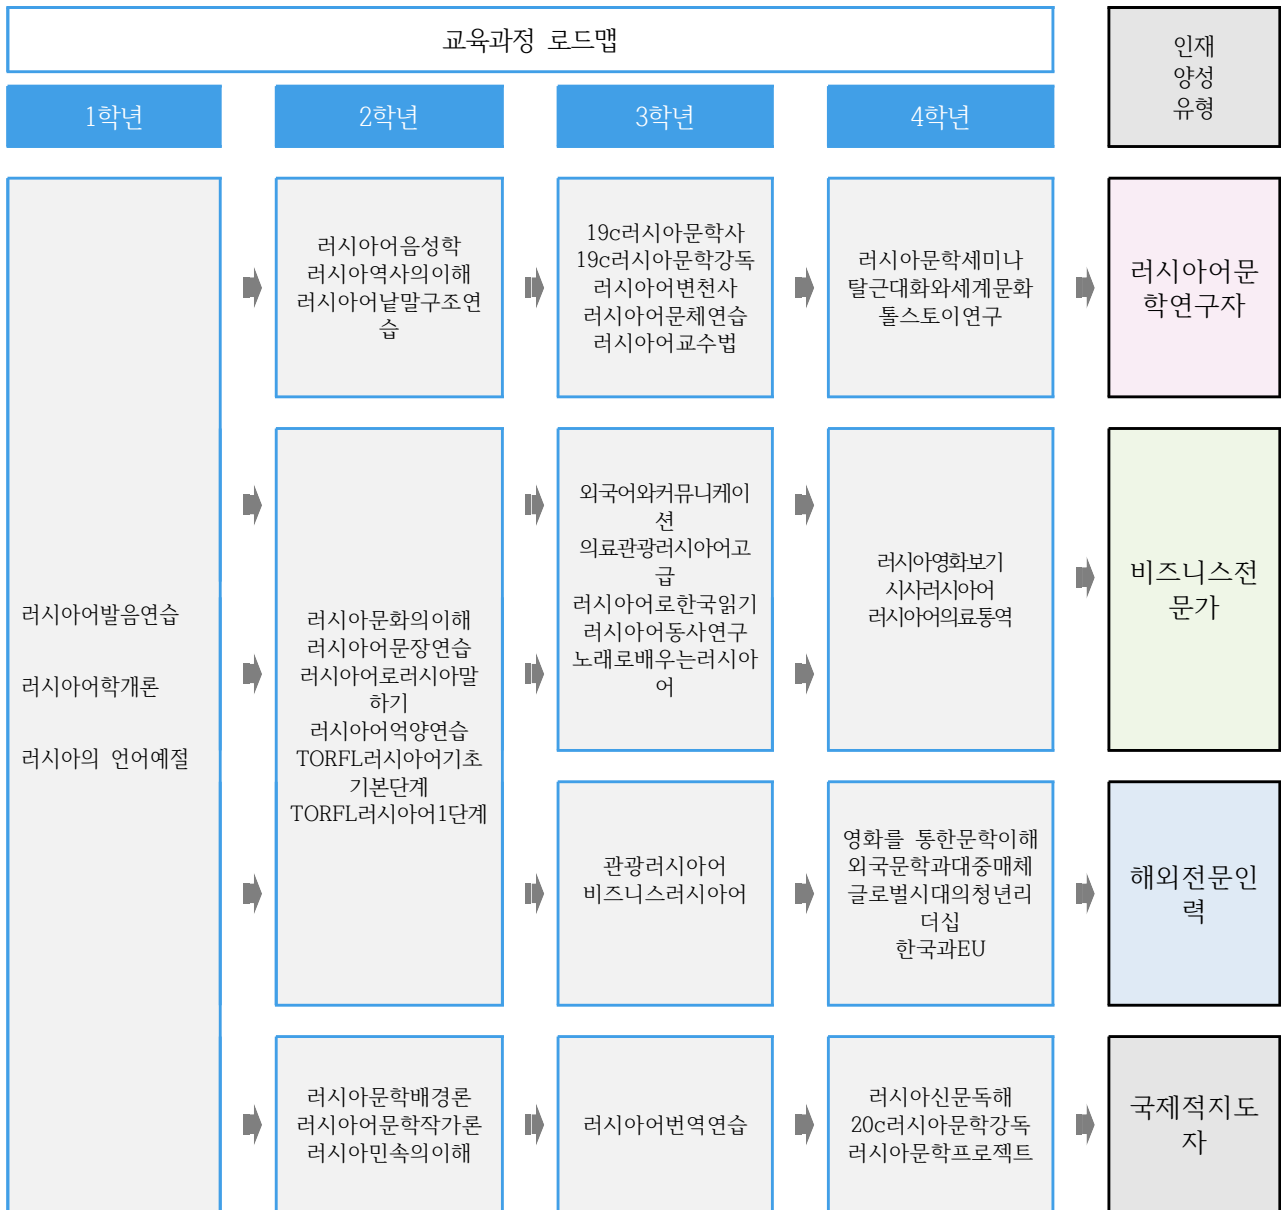 교육과정 로드맵
인재
양성
유형
1학년
2학년
3학년
4학년
러시아어발음연습
러시아어학개론
러시아의 언어예절
러시아어음성학
러시아역사의이해
러시아어낱말구조연
습
19c러시아문학사
19c러시아문학강독
러시아어변천사
러시아어문체연습
러시아어교수법
러시아문학세미나
탈근대화와세계문화
톨스토이연구
러시아어문
학연구자
러시아문화의이해
러시아어문장연습
러시아어로러시아말
하기
러시아어억양연습
TORFL러시아어기초
기본단계
TORFL러시아어1단계
외국어와커뮤니케이
션
의료관광러시아어고
급
러시아어로한국읽기
러시아어동사연구
노래로배우는러시아
어
러시아영화보기
시사러시아어
러시아어의료통역
비즈니스전
문가
관광러시아어
비즈니스러시아어
영화를 통한문학이해
외국문학과대중매체
글로벌시대의청년리
더십
한국과EU
해외전문인
력
러시아문학배경론
러시아어문학작가론
러시아민속의이해
러시아어번역연습
러시아신문독해
20c러시아문학강독
러시아문학프로젝트
국제적지도
자